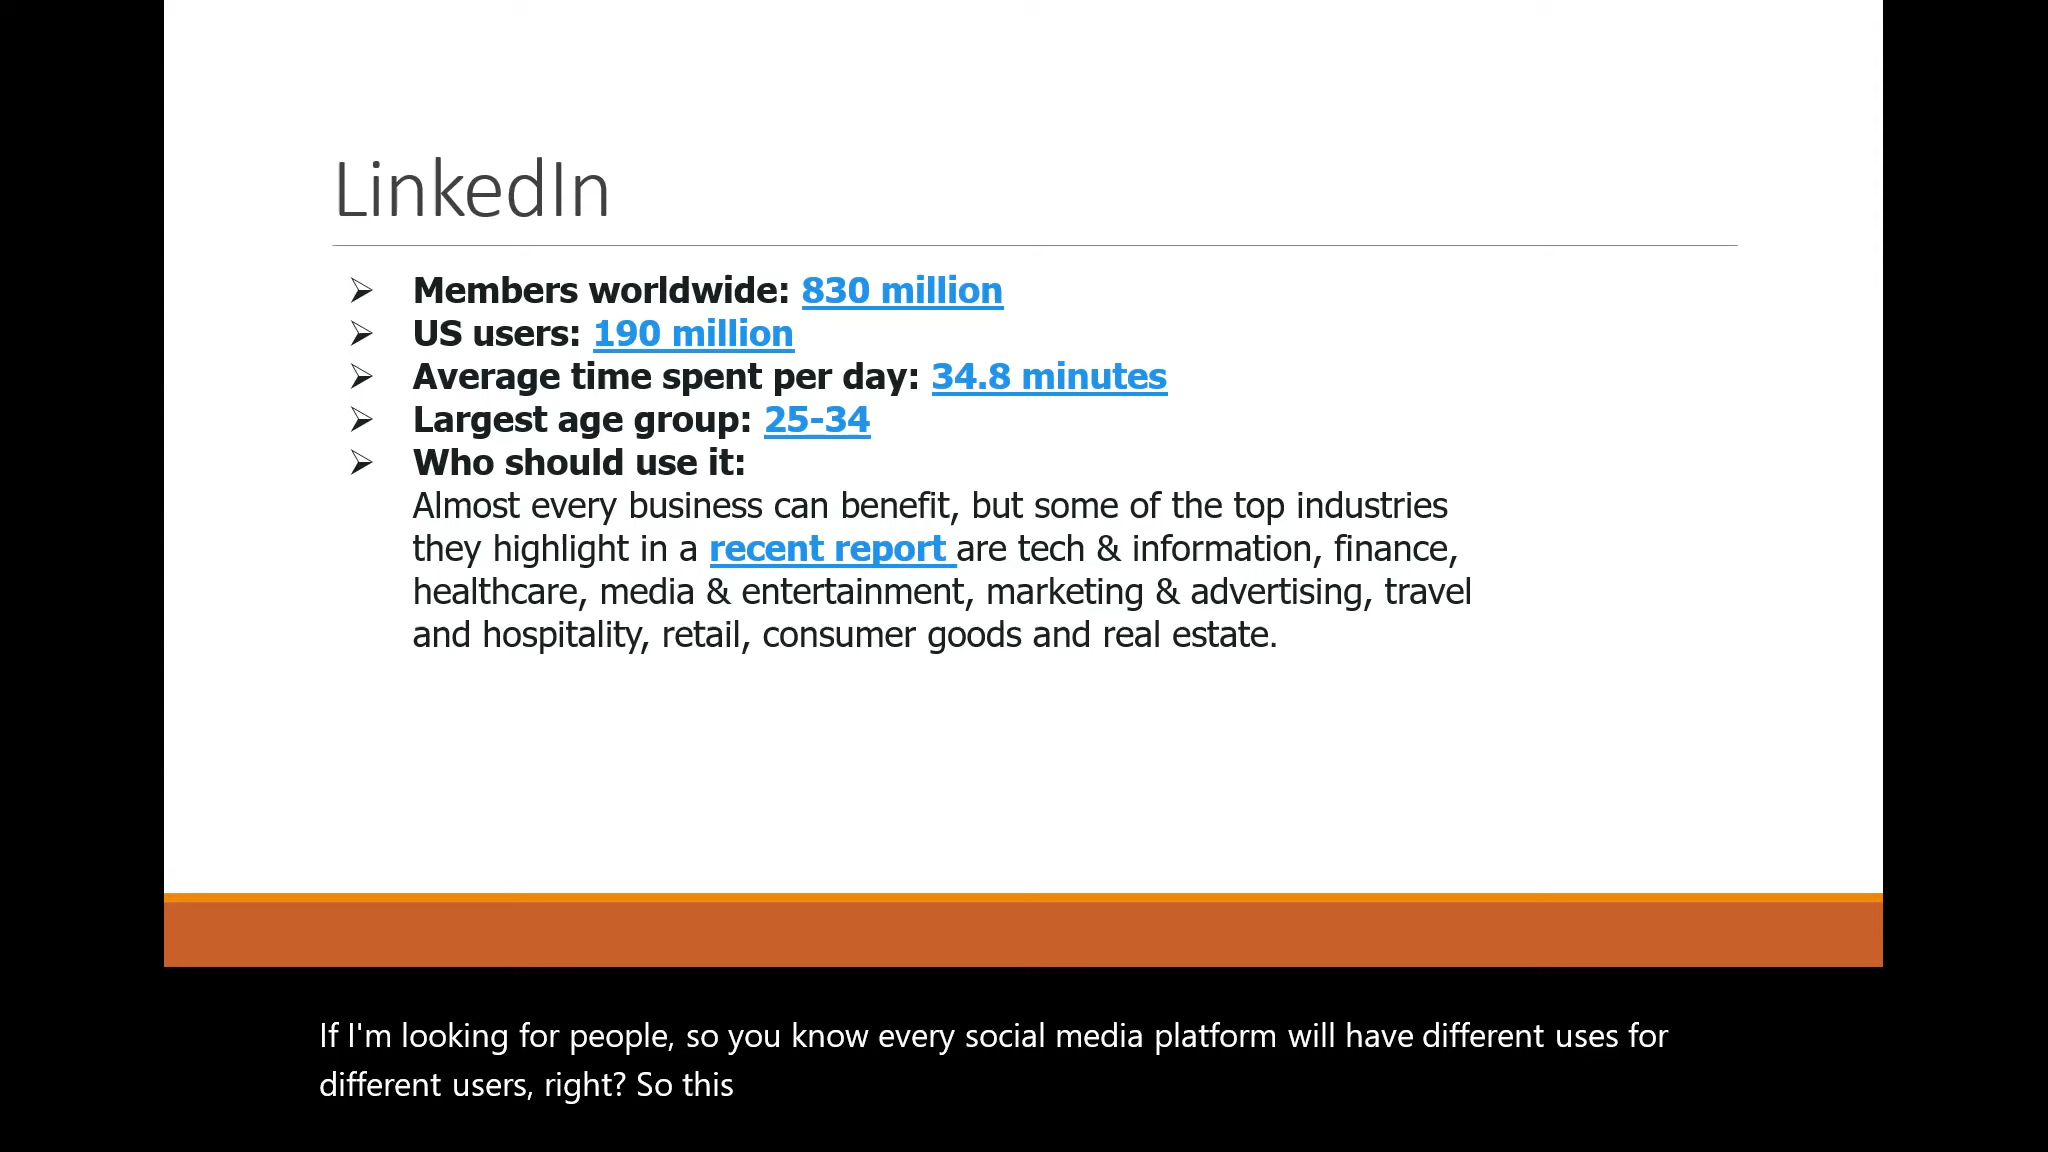 LinkedIn
➢ Members worldwide: 830 million
➢ US users: 190 million
➢ Average time spent per day: 34.8 minutes
➢ Largest age group: 25-34
➢ Who should use it:
Almost every business can benefit, but some of the top industries
they highlight in a recent report are tech & information, finance,
healthcare, media & entertainment, marketing & advertising, travel
and hospitality, retail, consumer goods and real estate.
If I'm looking for people, so you know every social media platform will have different uses for
different users, right? So this